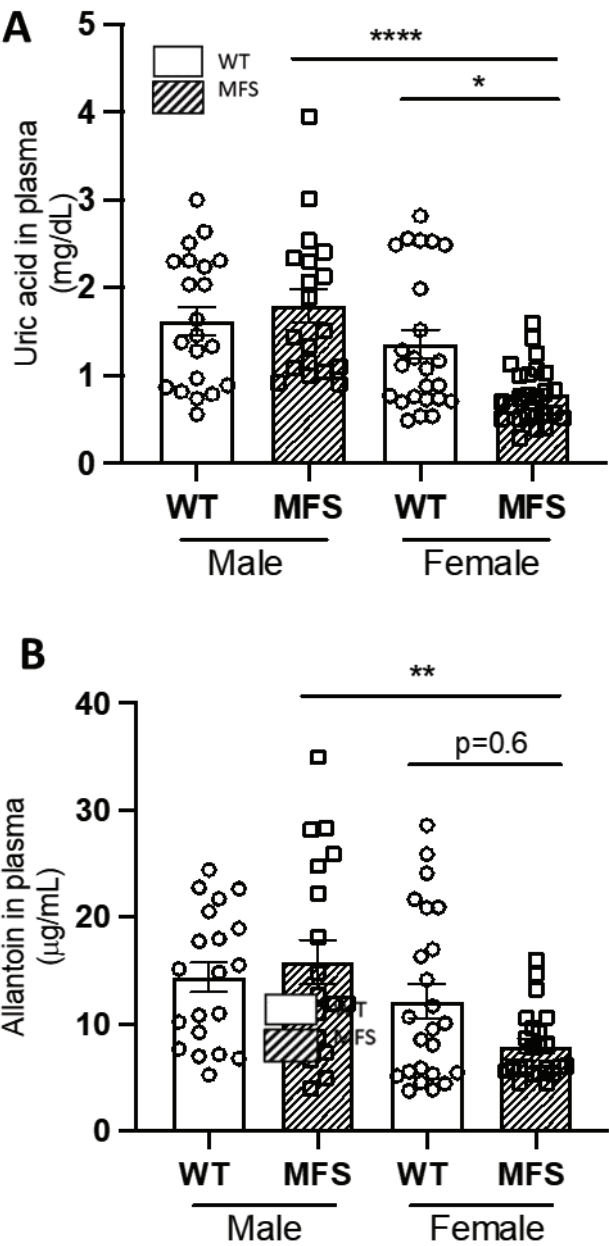 A
5
****
WT
MFS
*
4
Uric acid in plasma
(mg/dL)
3
2
1
0
WT MFS WT MFS
Male Female
B
**
40
p=0.6
30
Allantoin in plasma
(μg/mL)
20
T
MFS
10
0
WT MFS WT MFS
Male Female